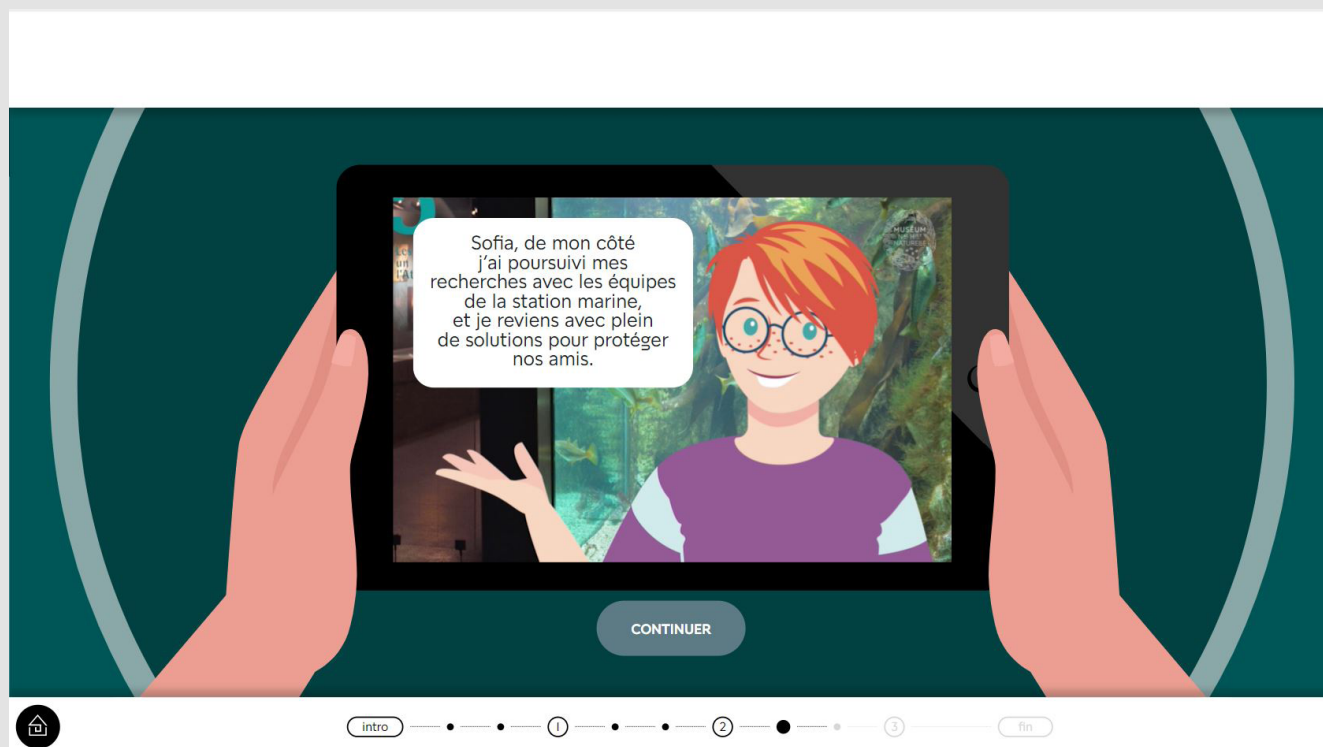 Sofia, de mon côté
j'ai poursuivi mes
recherches avec les équipes
de la station marine,
et je reviens avec plein
de solutions pour protéger
nos amis.
MUSÉUM
CONTINUER
intro
1
2
3
fin